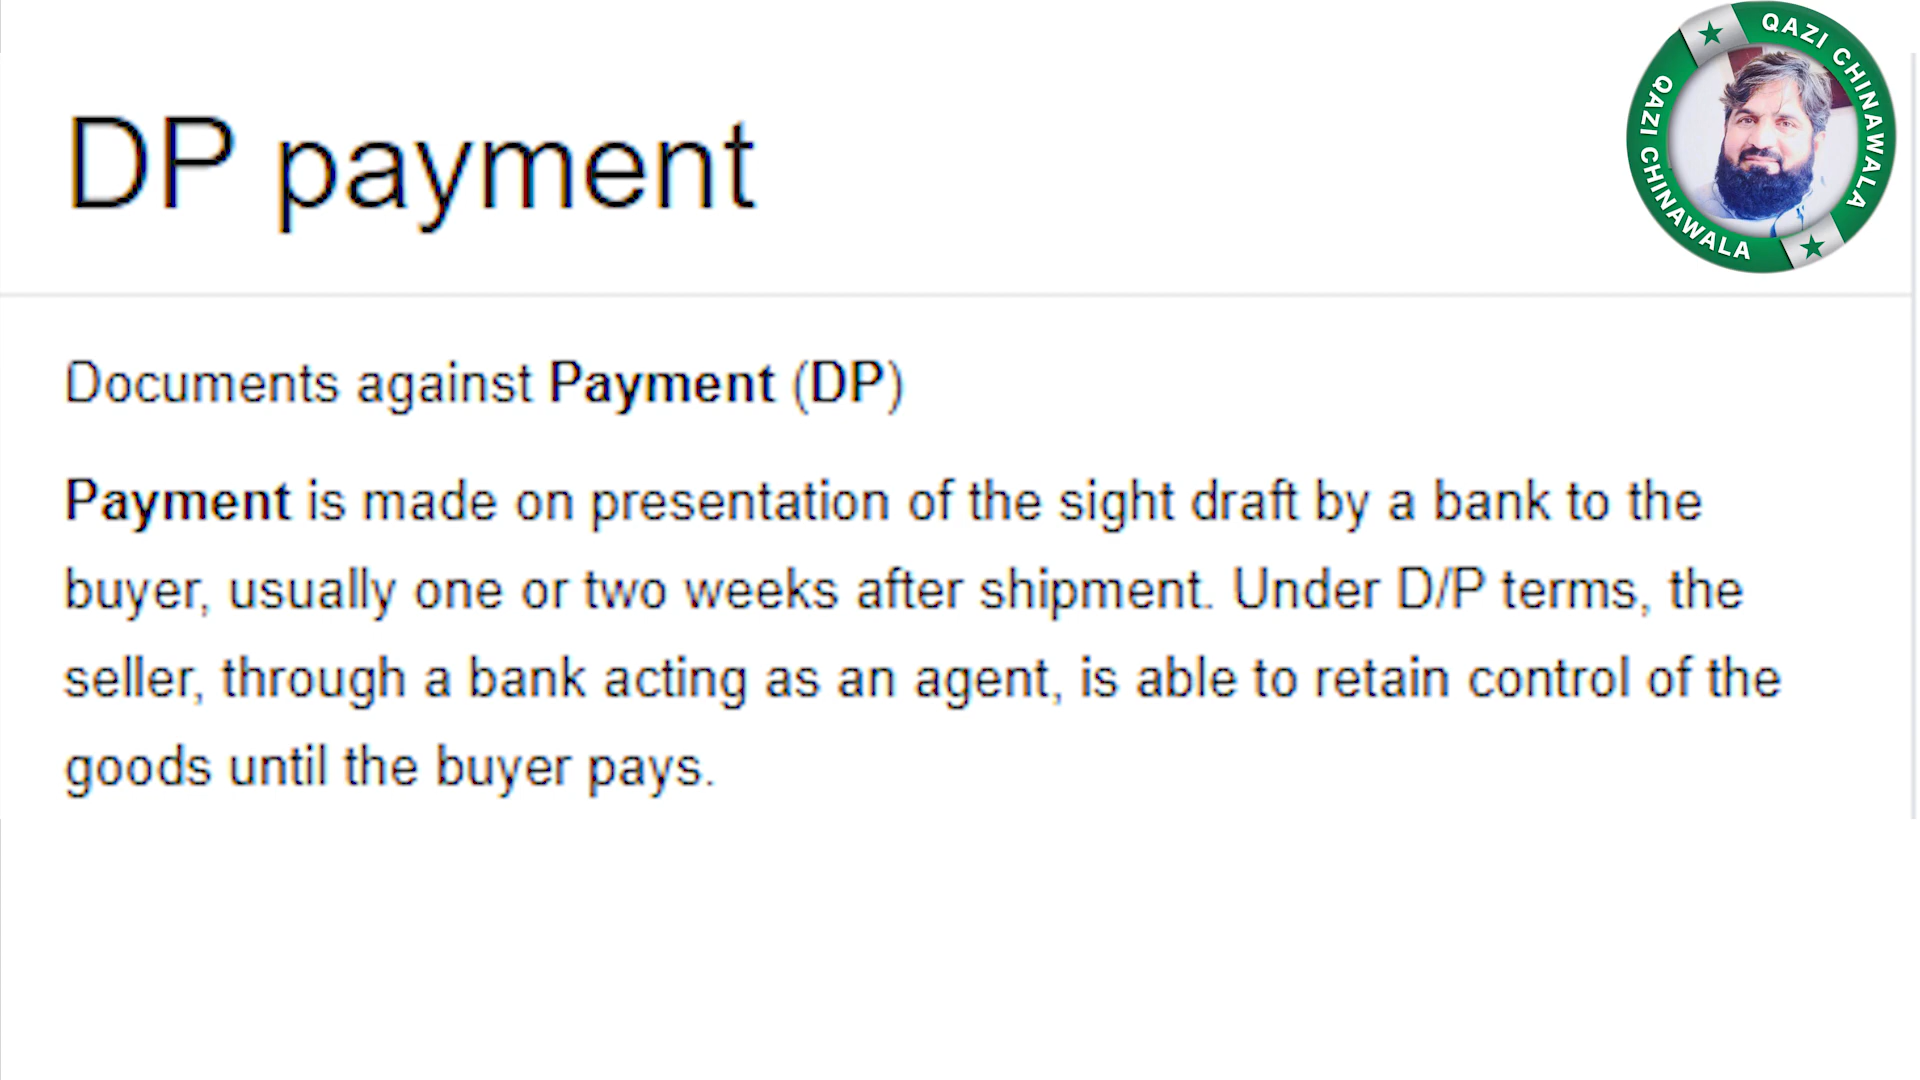 DP payment
QAZI CHINAWALA
QAZI CHINAWALA
Documents against Payment (DP)
Payment is made on presentation of the sight draft by a bank to the
buyer, usually one or two weeks after shipment. Under D/P terms, the
seller, through a bank acting as an agent, is able to retain control of the
goods until the buyer pays.